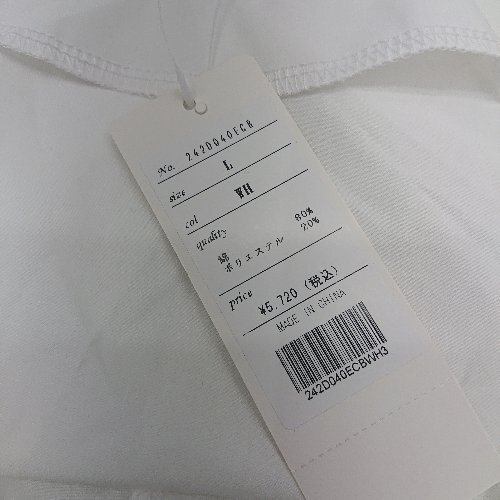 No. 242D040ECB
size L
col WH
quality
綿 80%
ポリエステル 20%
price ¥5,720 (税込)
MADE IN CHINA
242D040ECBWH3